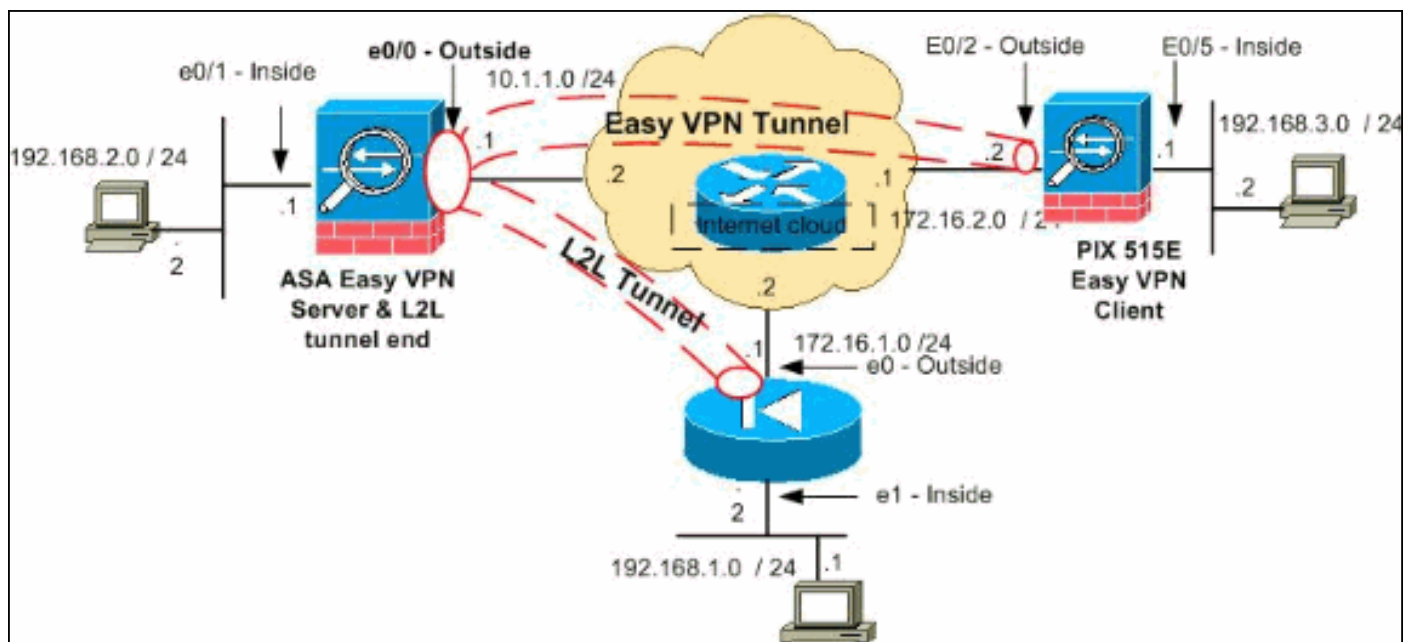 e0/0 - Outside
E0/2 - Outside
E0/5 - Inside
e0/1 - Inside
10.1.1.0 /24
Easy VPN Tunnel
192.168.2.0 / 24
192.168.3.0 / 24
.1
.2
.1
.2
.1
.1
.2
Internet cloud
172.16.2.0 /
2
ASA Easy VPN
Server & L2L
tunnel end
PIX 515E
Easy VPN
Client
L2L Tunnel
.2
.1
172.16.1.0 /24
e0 - Outside
e1 - Inside
2
192.168.1.0 / 24
.1